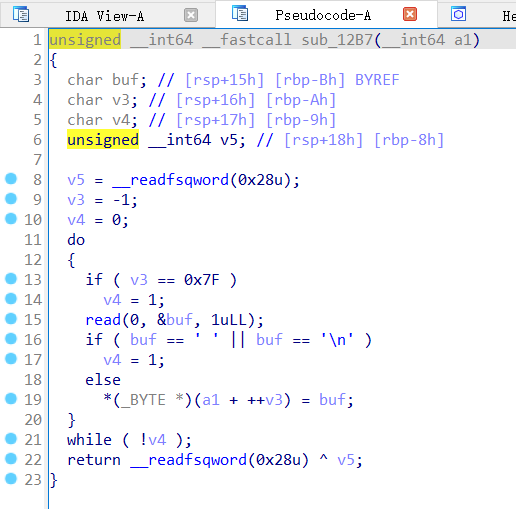 IDA View-A Pseudocode-A He
1 unsigned __int64 __fastcall sub_12B7(__int64 a1)
2 {
3 char buf; // [rsp+15h] [rbp-Bh] BYREF
4 char v3; // [rsp+16h] [rbp-Ah]
5 char v4; // [rsp+17h] [rbp-9h]
6 unsigned __int64 v5; // [rsp+18h] [rbp-8h]
7
8 v5 = __readfsqword(0x28u);
9 v3 = -1;
10 v4 = 0;
11 do
12 {
13 if ( v3 == 0x7F )
14 v4 = 1;
15 read(0, &buf, 1uLL);
16 if ( buf == ' ' || buf == '\n' )
17 v4 = 1;
18 else
19 *(_BYTE *)(a1 + ++v3) = buf;
20 }
21 while ( !v4 );
22 return __readfsqword(0x28u) ^ v5;
23 }